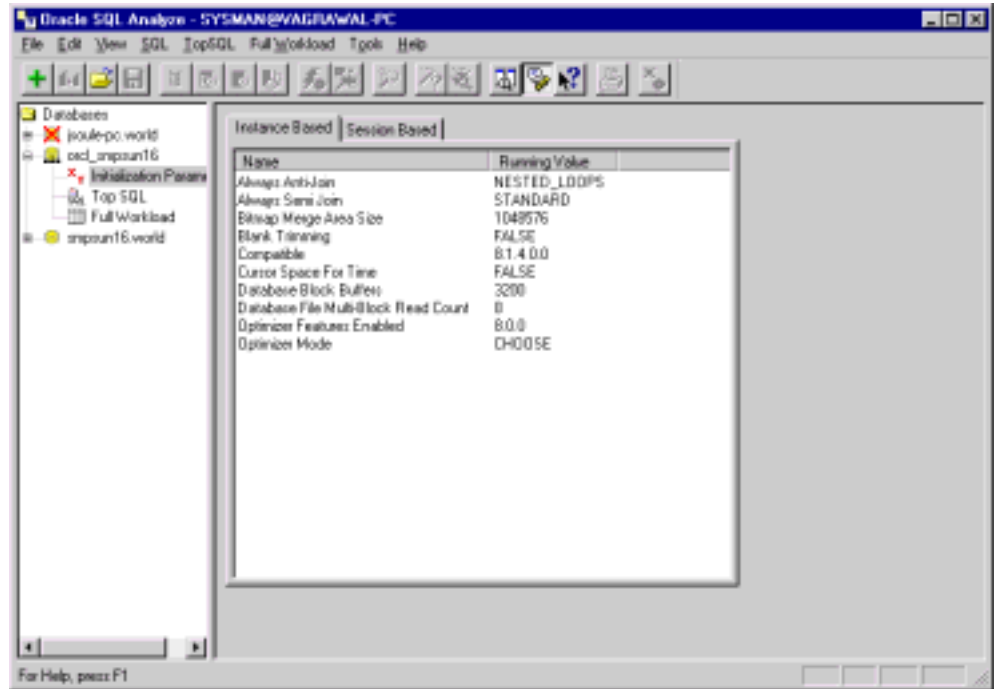 Oracle SQL Analyze - SYSMAN@VAGRAWAL-PC
File Edit View SQL TopSQL Full Workload Tools Help
Databases
jsoule-pc.world
orcl_smpsun16
Initialization Parame
Top SQL
Full Workload
smpsun16.world
Instance Based Session Based
Name Running Value
Always Anti-Join NESTED_LOOPS
Always Semi Join STANDARD
Bitmap Merge Area Size 1048576
Blank Trimming FALSE
Compatible 8.1.4.0.0
Cursor Space For Time FALSE
Database Block Buffers 3200
Database File Multi-Block Read Count 8
Optimizer Features Enabled 8.0.0
Optimizer Mode CHOOSE
For Help, press F1